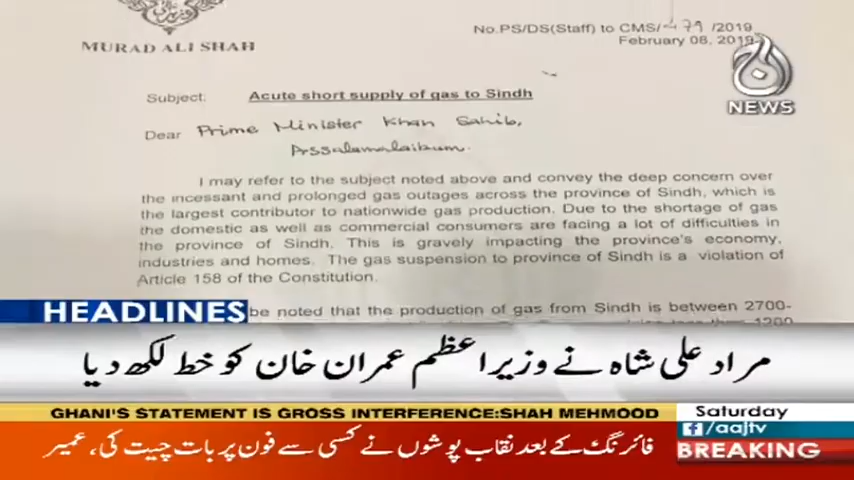 MURAD ALI SHAH
No.PS/DS(Staff) to CMS/479/2019
February 08, 2019
NEWS
Subject: Acute short supply of gas to Sindh
Dear Prime Minister Khan Sahib,
Assalamalaikum.
I may refer to the subject noted above and convey the deep concern over
the incessant and prolonged gas outages across the province of Sindh, which is
the largest contributor to nationwide gas production. Due to the shortage of gas
the domestic as well as commercial consumers are facing a lot of difficulties in
the province of Sindh. This is gravely impacting the province's economy,
industries and homes. The gas suspension to province of Sindh is a violation of
Article 158 of the Constitution.
HEADLINES
be noted that the production of gas from Sindh is between 2700-
مراد علی شاہ نے وزیراعظم عمران خان کو خط لکھ دیا
GHANI'S STATEMENT IS GROSS INTERFERENCE:SHAH MEHMOOD
Saturday
/aajtv
فائرنگ کے بعد نقاب پوشوں نے کسی سے فون پر بات چیت کی، عمیر
BREAKING